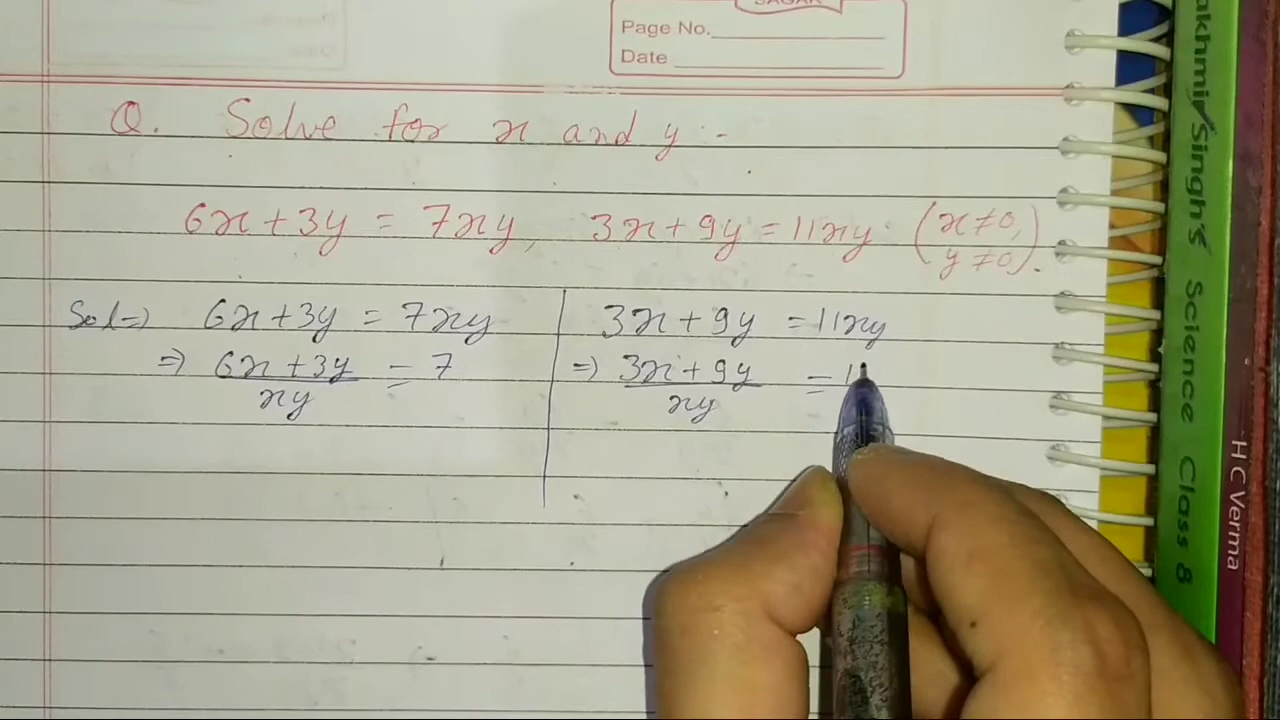 Page No.
Date
Q. Solve for x and y :-
6x + 3y = 7xy, 3x + 9y = 11xy. (x ≠ 0, y ≠ 0).
Sol⇒ 6x + 3y = 7xy
⇒ 6x + 3y / xy = 7
3x + 9y = 11xy
⇒ 3x + 9y / xy = 1
Singh's Science Class 8
H C Verma